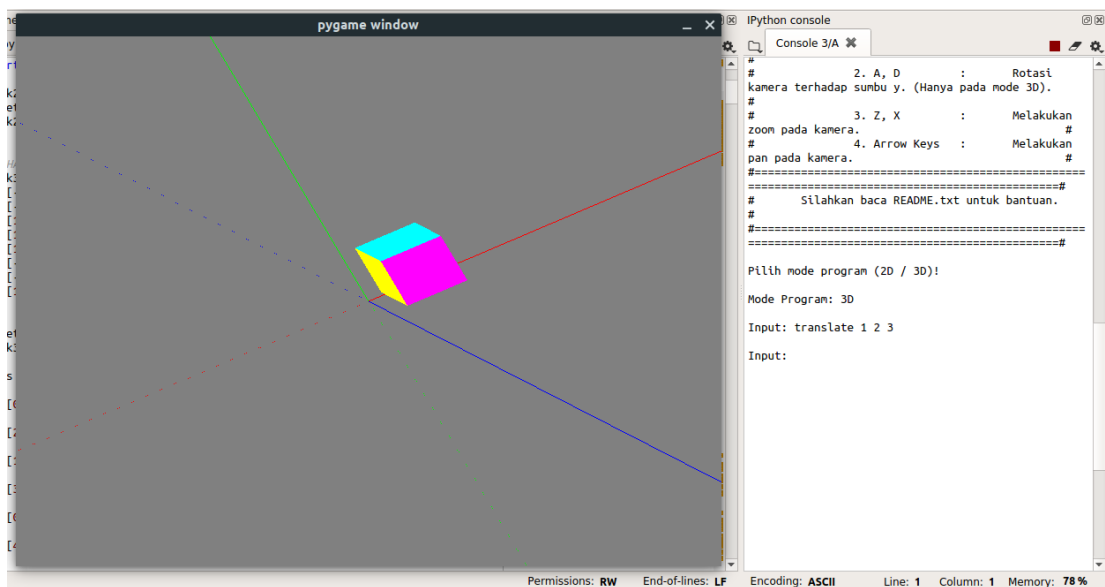 pygame window
IPython console
Console 3/A
#
# 2. A, D : Rotasi
kamera terhadap sumbu y. (Hanya pada mode 3D).
#
# 3. Z, X : Melakukan
zoom pada kamera. #
# 4. Arrow Keys : Melakukan
pan pada kamera. #
#==================================================
===============================================#
# Silahkan baca README.txt untuk bantuan.
#
#==================================================
===============================================#
Pilih mode program (2D / 3D)!
Mode Program: 3D
Input: translate 1 2 3
Input:
Permissions: RW End-of-lines: LF Encoding: ASCII Line: 1 Column: 1 Memory: 78 %